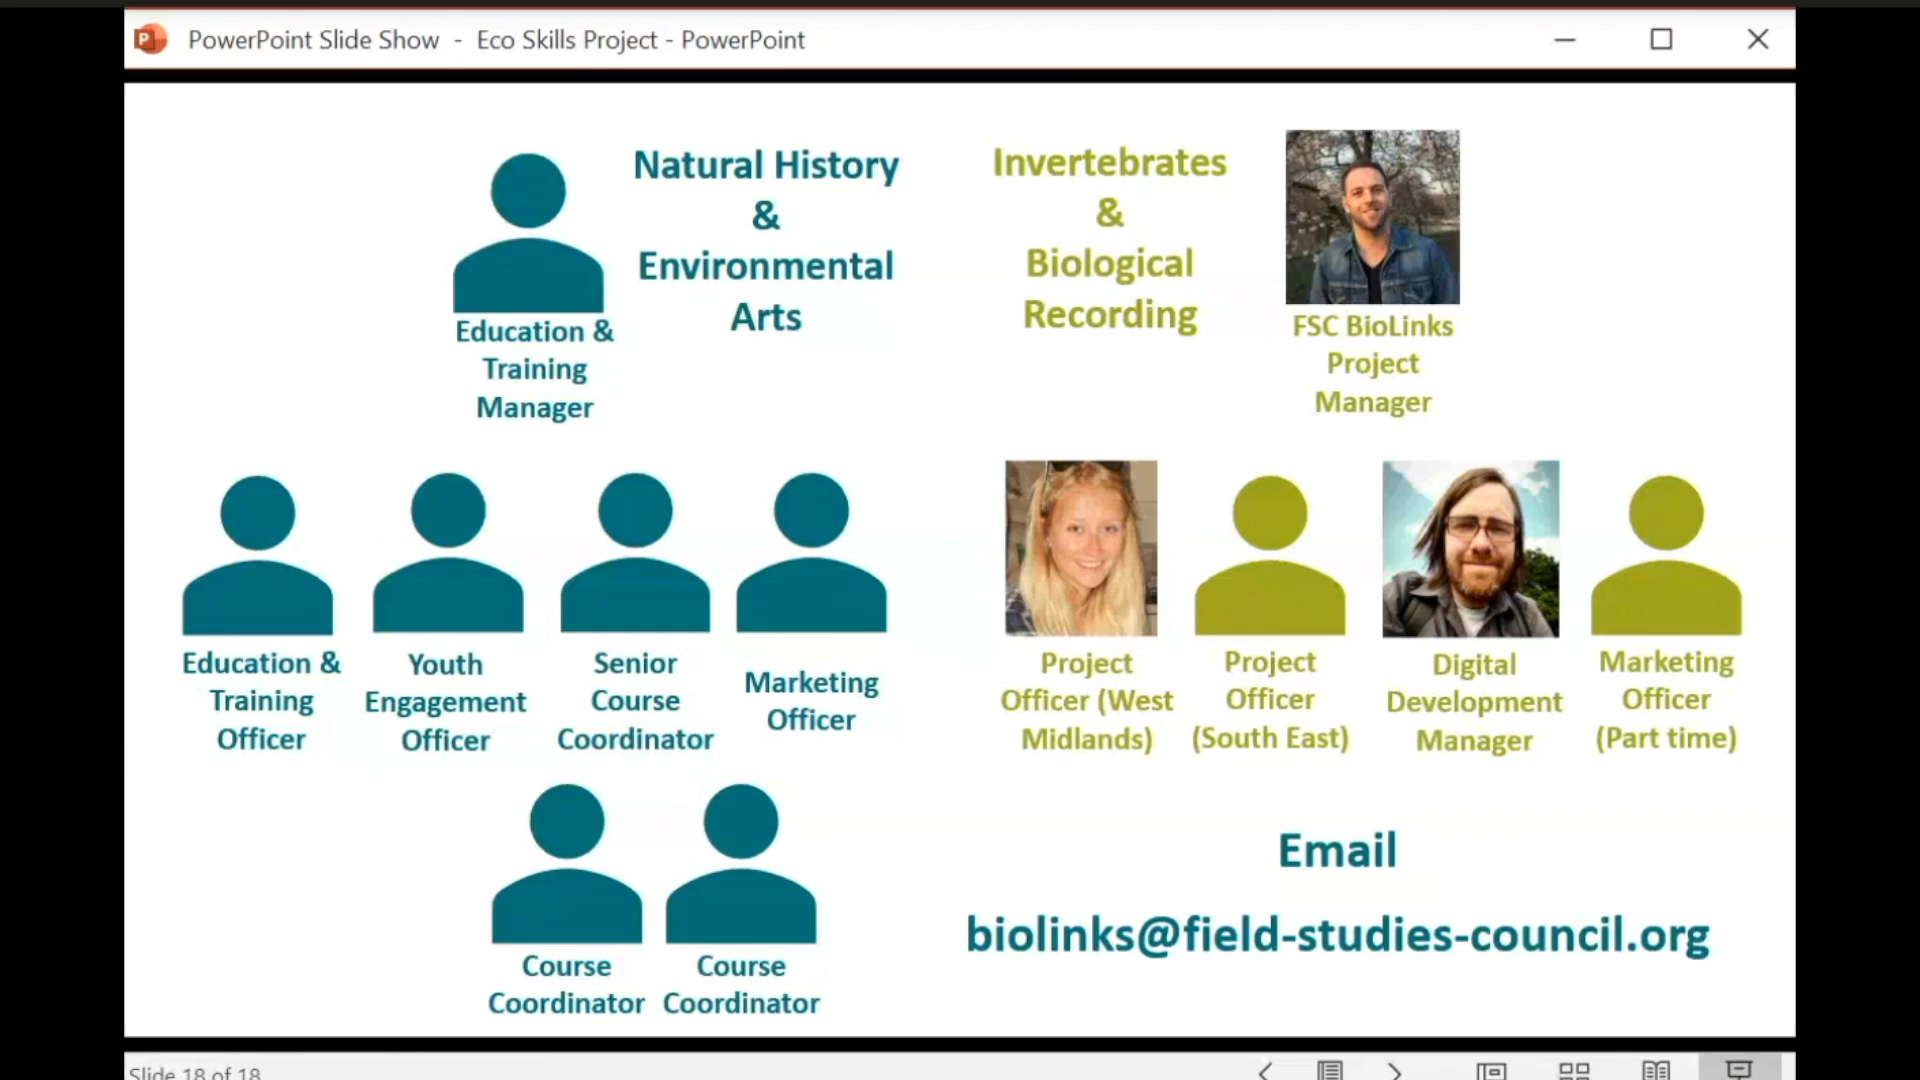 PowerPoint Slide Show - Eco Skills Project - PowerPoint
Natural History
&
Environmental
Arts
Education &
Training
Manager
Invertebrates
&
Biological
Recording
FSC BioLinks
Project
Manager
Education &
Training
Officer
Youth
Engagement
Officer
Senior
Course
Coordinator
Marketing
Officer
Project
Officer (West
Midlands)
Project
Officer
(South East)
Digital
Development
Manager
Marketing
Officer
(Part time)
Course
Coordinator
Course
Coordinator
Email
biolinks@field-studies-council.org
Slide 18 of 18